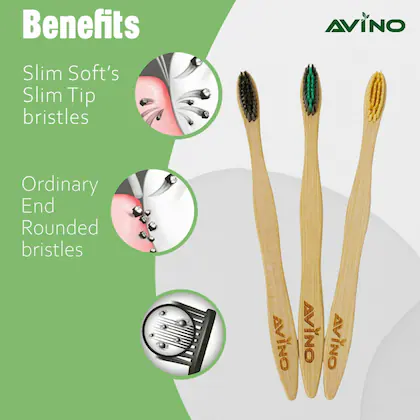 Benefits
AVINO
Slim Soft's
Slim Tip
bristles
Ordinary
End
Rounded
bristles
AVINO
AVINO
AVINO